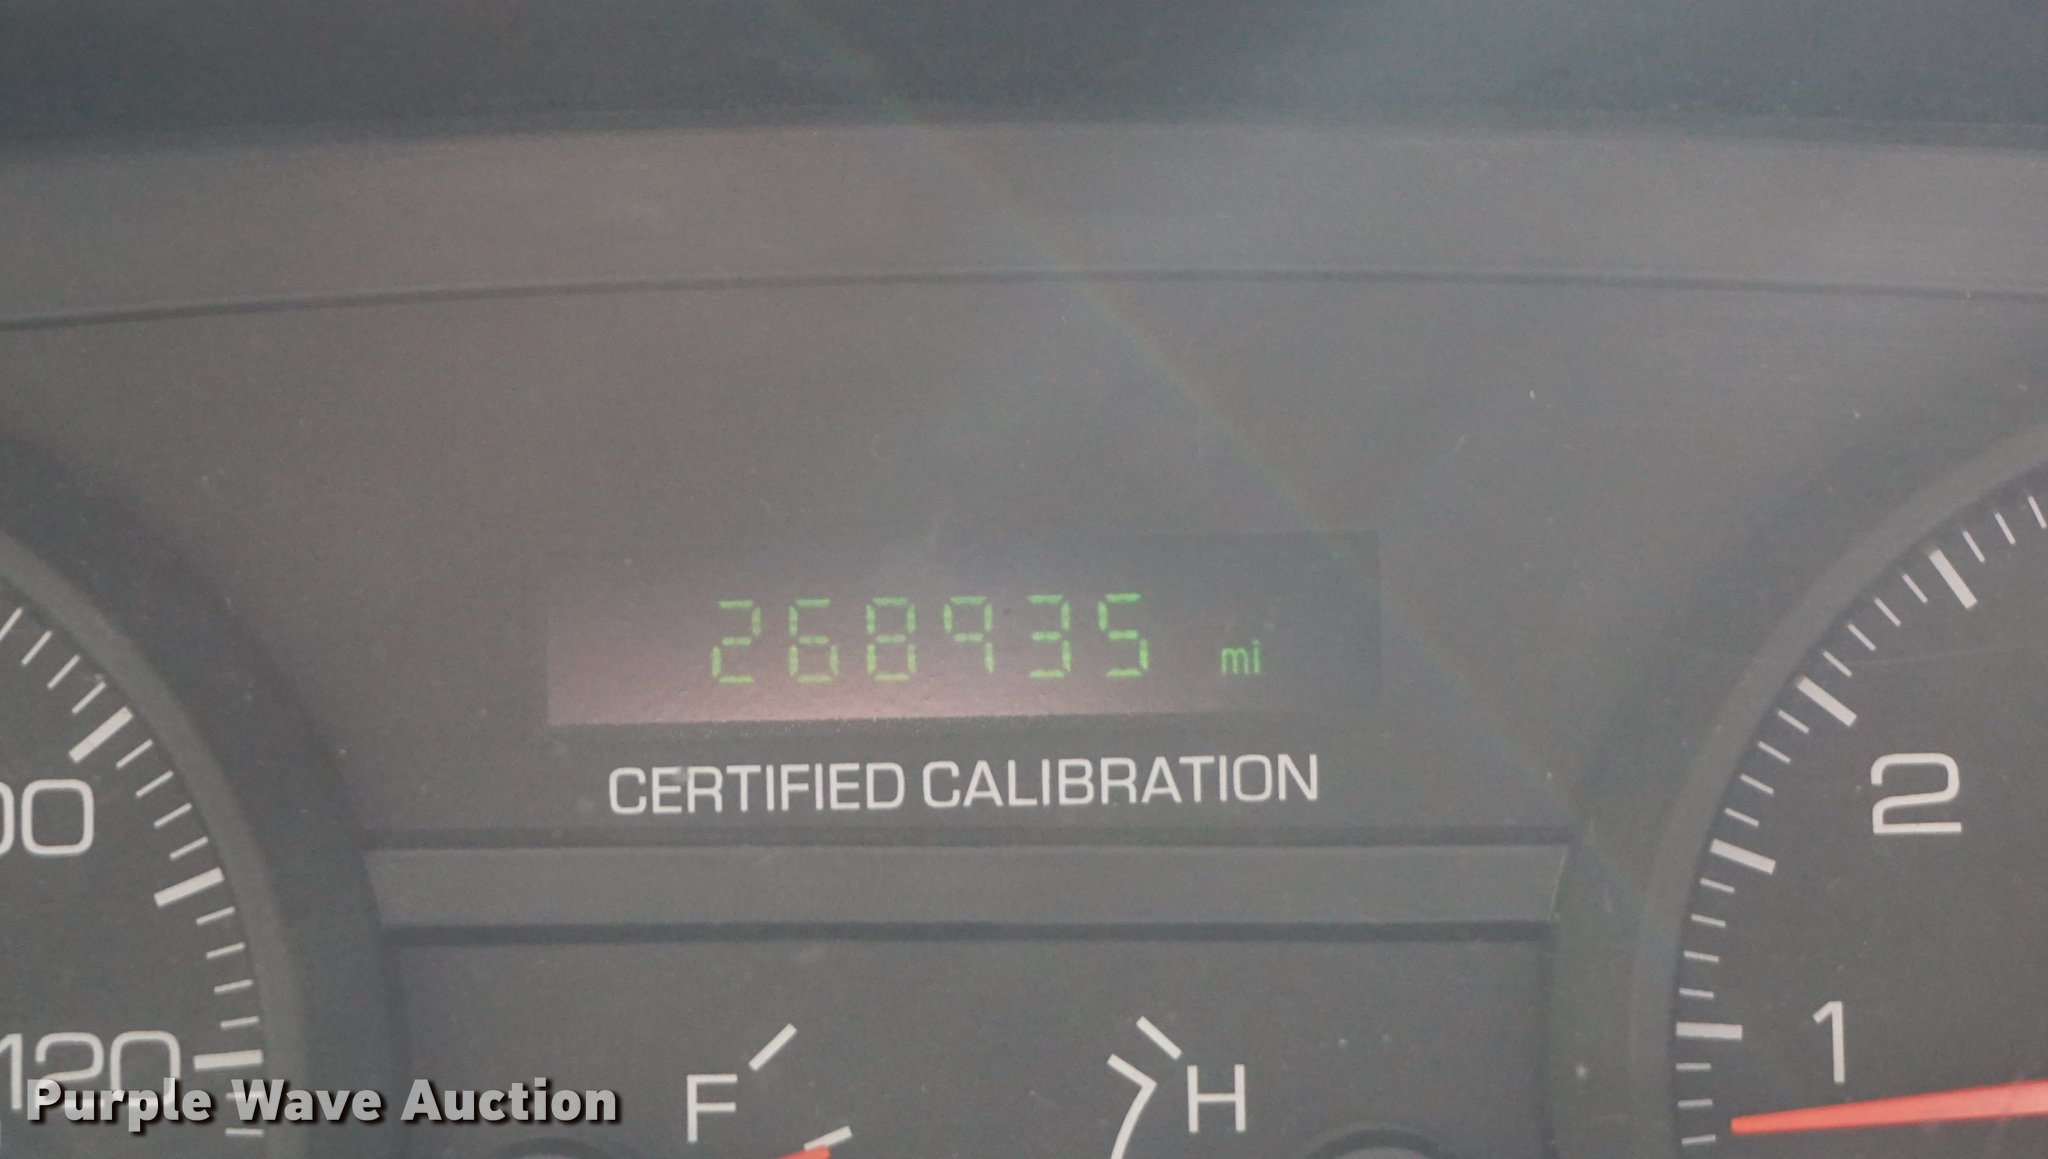 268935 mi
CERTIFIED CALIBRATION
00
2
120
1
F
H
Purple Wave Auction